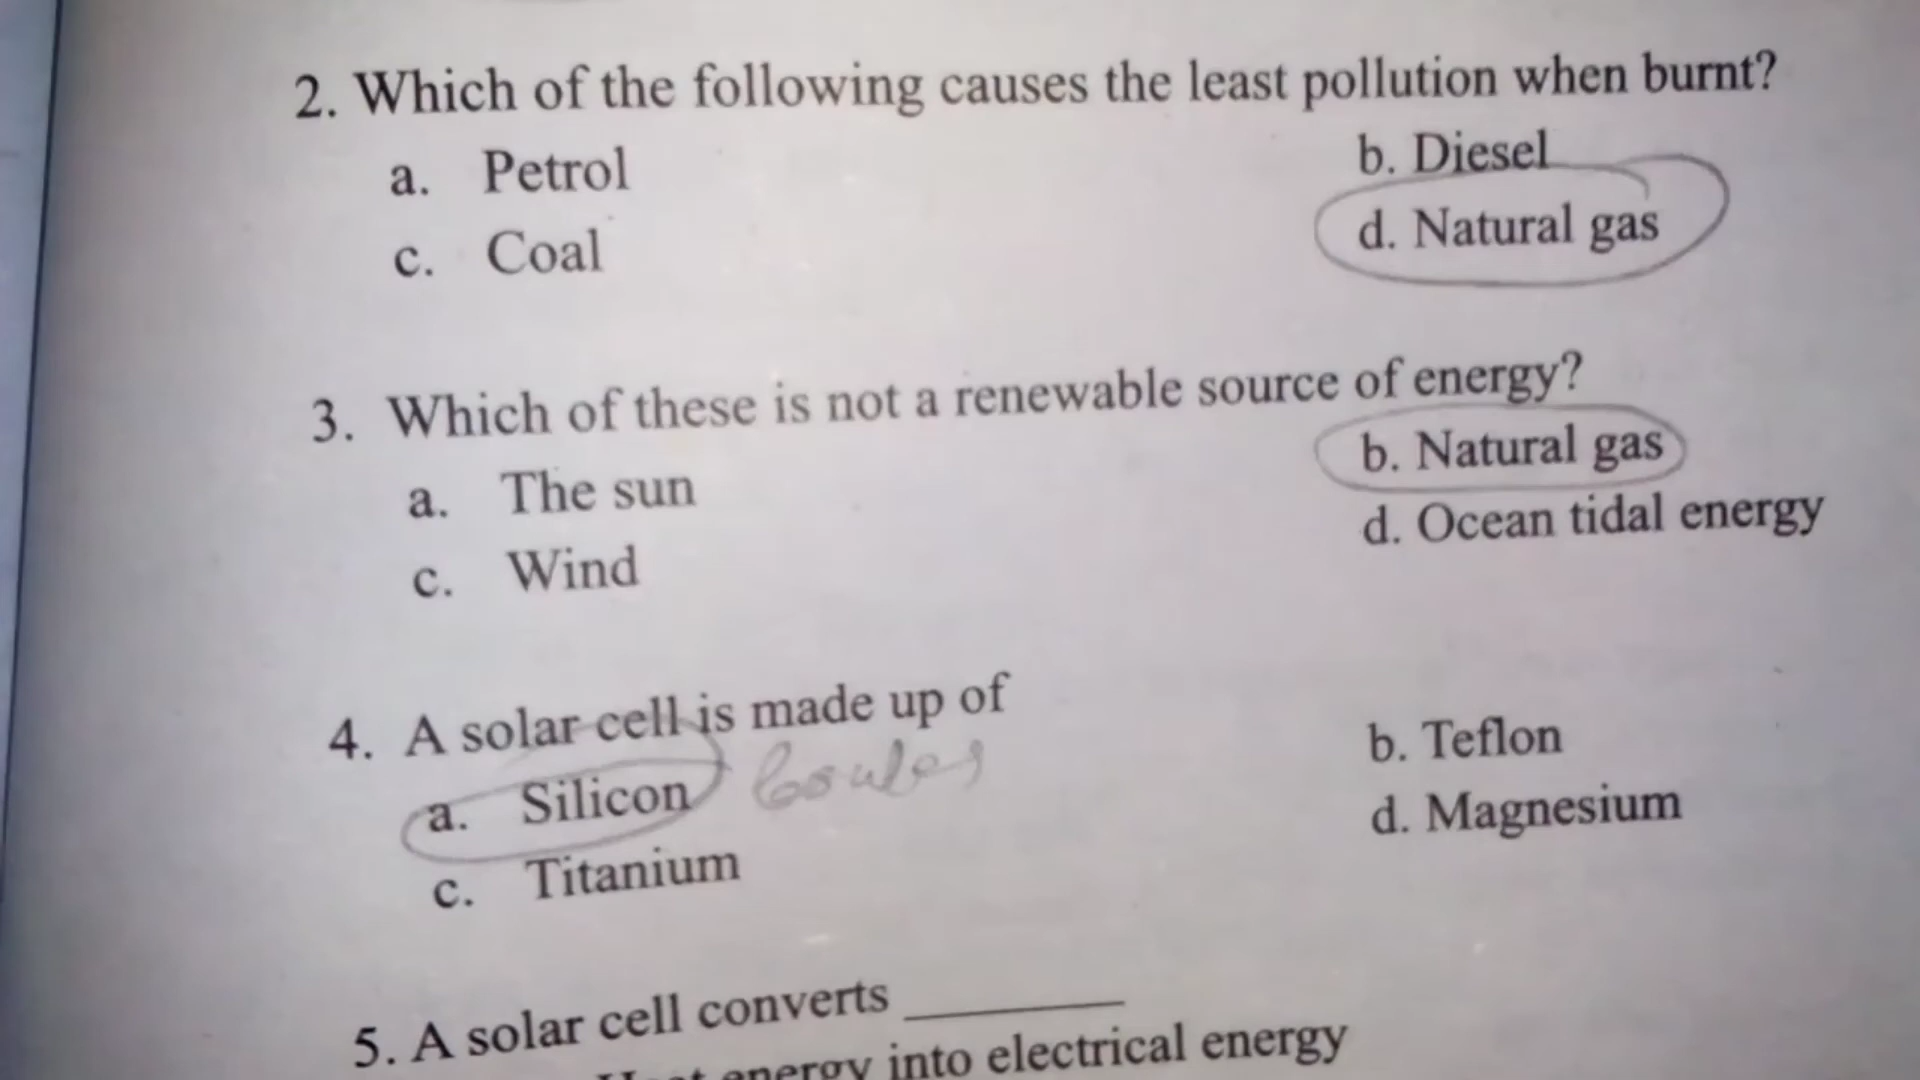 2. Which of the following causes the least pollution when burnt?
a. Petrol
b. Diesel
c. Coal
d. Natural gas
3. Which of these is not a renewable source of energy?
a. The sun
b. Natural gas
c. Wind
d. Ocean tidal energy
4. A solar cell is made up of
a. Silicon
b. Teflon
c. Titanium
d. Magnesium
5. A solar cell converts ________
energy into electrical energy